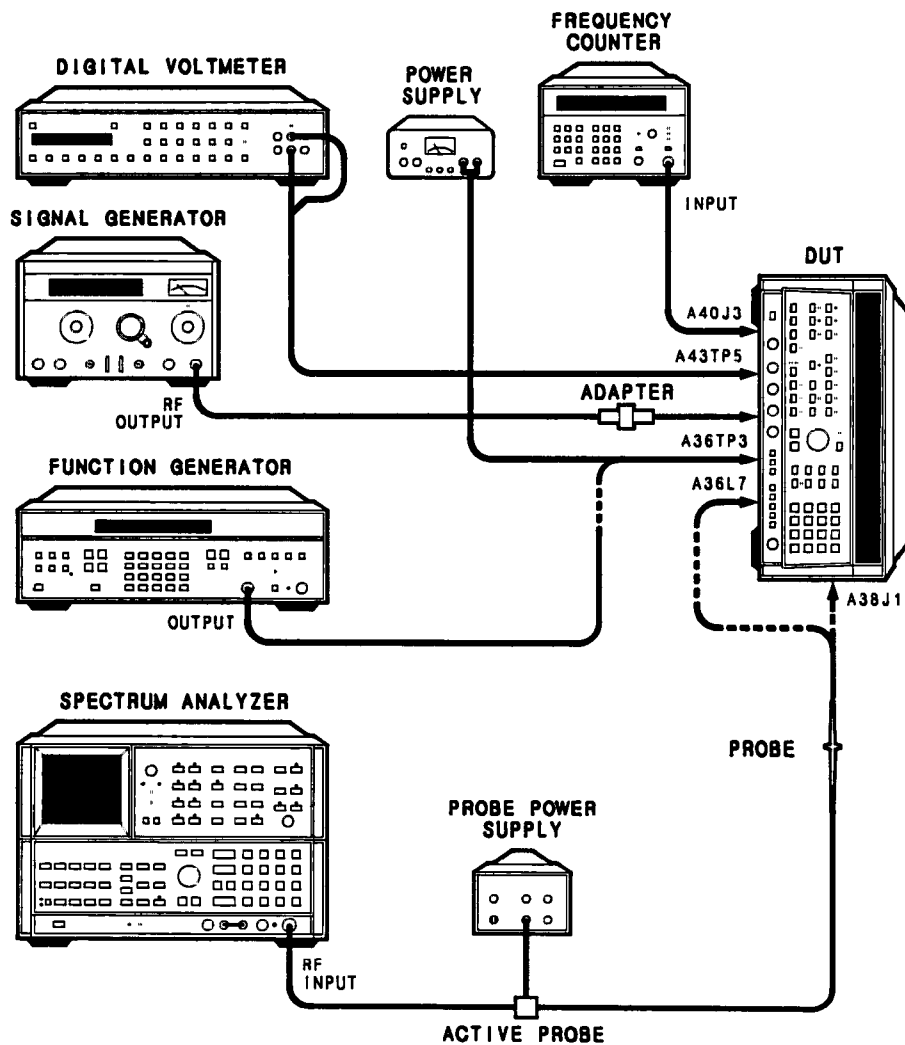 FREQUENCY
COUNTER
DIGITAL VOLTMETER
POWER
SUPPLY
INPUT
SIGNAL GENERATOR
DUT
A40J3
A43TP5
ADAPTER
RF
OUTPUT
A36TP3
FUNCTION GENERATOR
A36L7
A38J1
OUTPUT
SPECTRUM ANALYZER
PROBE
PROBE POWER
SUPPLY
RF
INPUT
ACTIVE PROBE